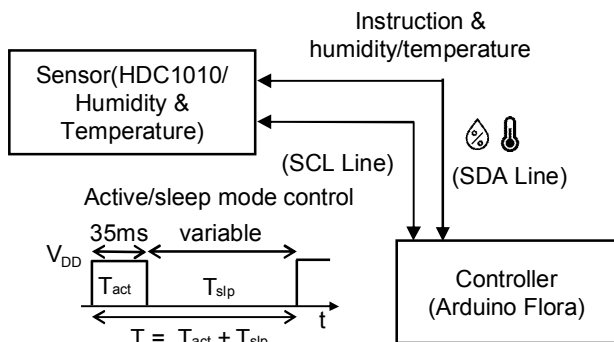 Instruction &
humidity/temperature
Sensor(HDC1010/
Humidity &
Temperature)
(SCL Line)
(SDA Line)
Active/sleep mode control
35ms
variable
VDD
Tact
Tslp
t
T = Tact + Tslp
Controller
(Arduino Flora)